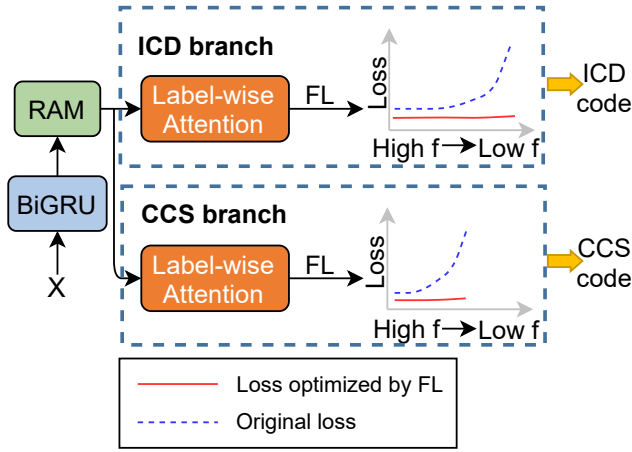 ICD branch
RAM
Label-wise
Attention
FL
Loss
High f
Low f
ICD
code
BiGRU
X
CCS branch
Label-wise
Attention
FL
Loss
High f
Low f
CCS
code
Loss optimized by FL
Original loss